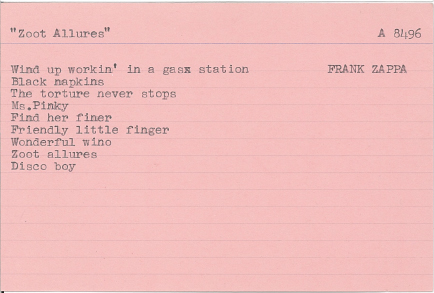 "Zoot Allures" A 8496
Wind up workin' in a gasx station FRANK ZAPPA
Black napkins
The torture never stops
Ms.Pinky
Find her finer
Friendly little finger
Wonderful wino
Zoot allures
Disco boy